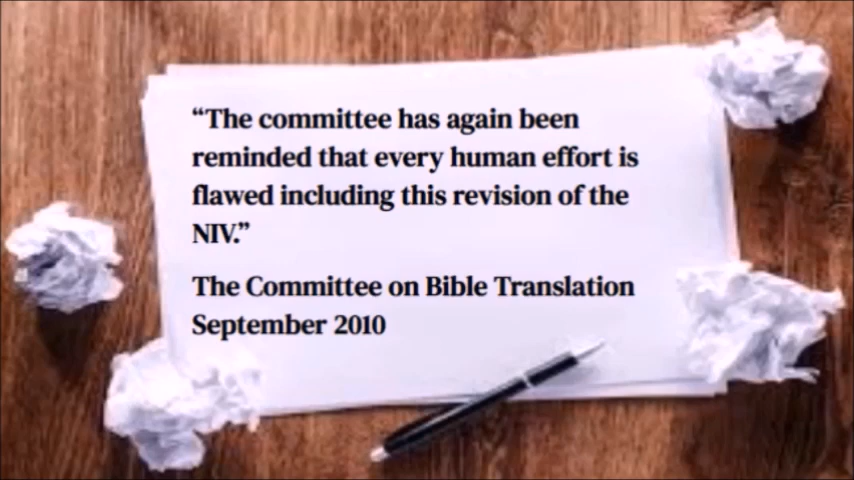 “The committee has again been
reminded that every human effort is
flawed including this revision of the
NIV.”
The Committee on Bible Translation
September 2010